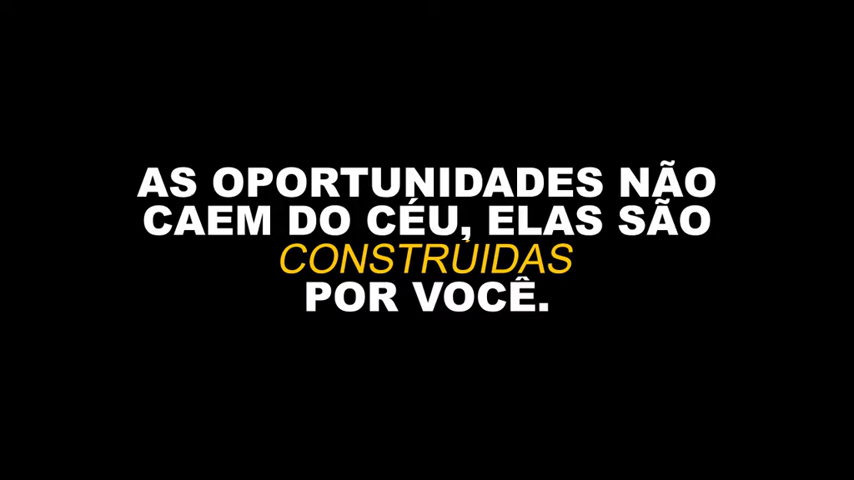 AS OPORTUNIDADES NÃO
CAEM DO CÉU, ELAS SÃO
CONSTRUÍDAS
POR VOCÊ.